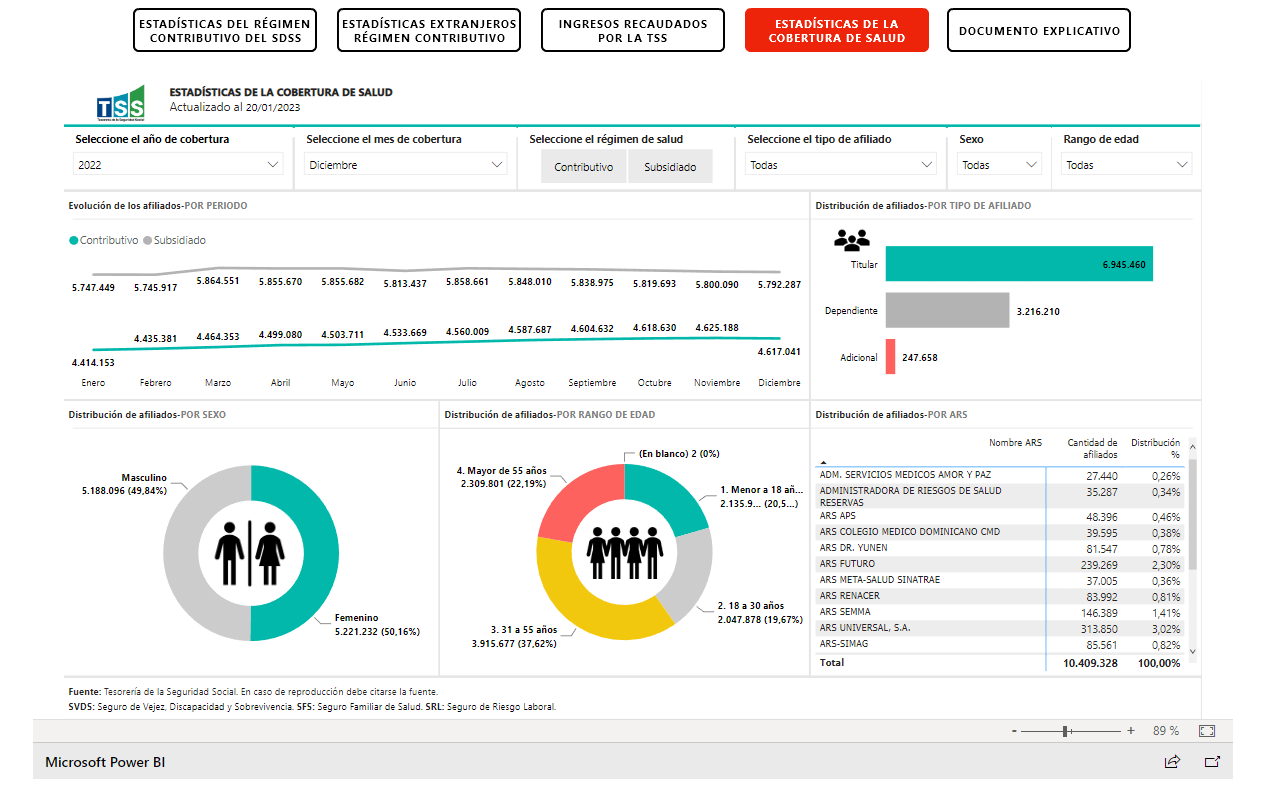 ESTADÍSTICAS DEL RÉGIMEN
CONTRIBUTIVO DEL SDSS
ESTADÍSTICAS EXTRANJEROS
RÉGIMEN CONTRIBUTIVO
INGRESOS RECAUDADOS
POR LA TSS
ESTADÍSTICAS DE LA
COBERTURA DE SALUD
DOCUMENTO EXPLICATIVO
TSS
Tesorería de la Seguridad Social
ESTADÍSTICAS DE LA COBERTURA DE SALUD
Actualizado al 20/01/2023
Seleccione el año de cobertura
2022
Seleccione el mes de cobertura
Diciembre
Seleccione el régimen de salud
Contributivo
Subsidiado
Seleccione el tipo de afiliado
Todas
Sexo
Todas
Rango de edad
Todas
Evolución de los afiliados-POR PERIODO
Contributivo Subsidiado
5.747.449 5.745.917 5.864.551 5.855.670 5.855.682 5.813.437 5.858.661 5.848.010 5.838.975 5.819.693 5.800.090 5.792.287
4.414.153 4.435.381 4.464.353 4.499.080 4.503.711 4.533.669 4.560.009 4.587.687 4.604.632 4.618.630 4.625.188 4.617.041
Enero Febrero Marzo Abril Mayo Junio Julio Agosto Septiembre Octubre Noviembre Diciembre
Distribución de afiliados-POR TIPO DE AFILIADO
Titular 6.945.460
Dependiente 3.216.210
Adicional 247.658
Distribución de afiliados-POR SEXO
Masculino
5.188.096 (49,84%)
Femenino
5.221.232 (50,16%)
Distribución de afiliados-POR RANGO DE EDAD
(En blanco) 2 (0%)
4. Mayor de 55 años
2.309.801 (22,19%)
1. Menor a 18 añ...
2.135.9... (20,5...)
2. 18 a 30 años
2.047.878 (19,67%)
3. 31 a 55 años
3.915.677 (37,62%)
Distribución de afiliados-POR ARS
Nombre ARS Cantidad de afiliados Distribución %
ADM. SERVICIOS MEDICOS AMOR Y PAZ 27.440 0,26%
ADMINISTRADORA DE RIESGOS DE SALUD RESERVAS 35.287 0,34%
ARS APS 48.396 0,46%
ARS COLEGIO MEDICO DOMINICANO CMD 39.595 0,38%
ARS DR. YUNEN 81.547 0,78%
ARS FUTURO 239.269 2,30%
ARS META-SALUD SINATRAE 37.005 0,36%
ARS RENACER 83.992 0,81%
ARS SEMMA 146.389 1,41%
ARS UNIVERSAL, S.A. 313.850 3,02%
ARS-SIMAG 85.561 0,82%
Total 10.409.328 100,00%
Fuente: Tesorería de la Seguridad Social. En caso de reproducción debe citarse la fuente.
SVDS: Seguro de Vejez, Discapacidad y Sobrevivencia. SFS: Seguro Familiar de Salud. SRL: Seguro de Riesgo Laboral.
- + 89 %
Microsoft Power BI